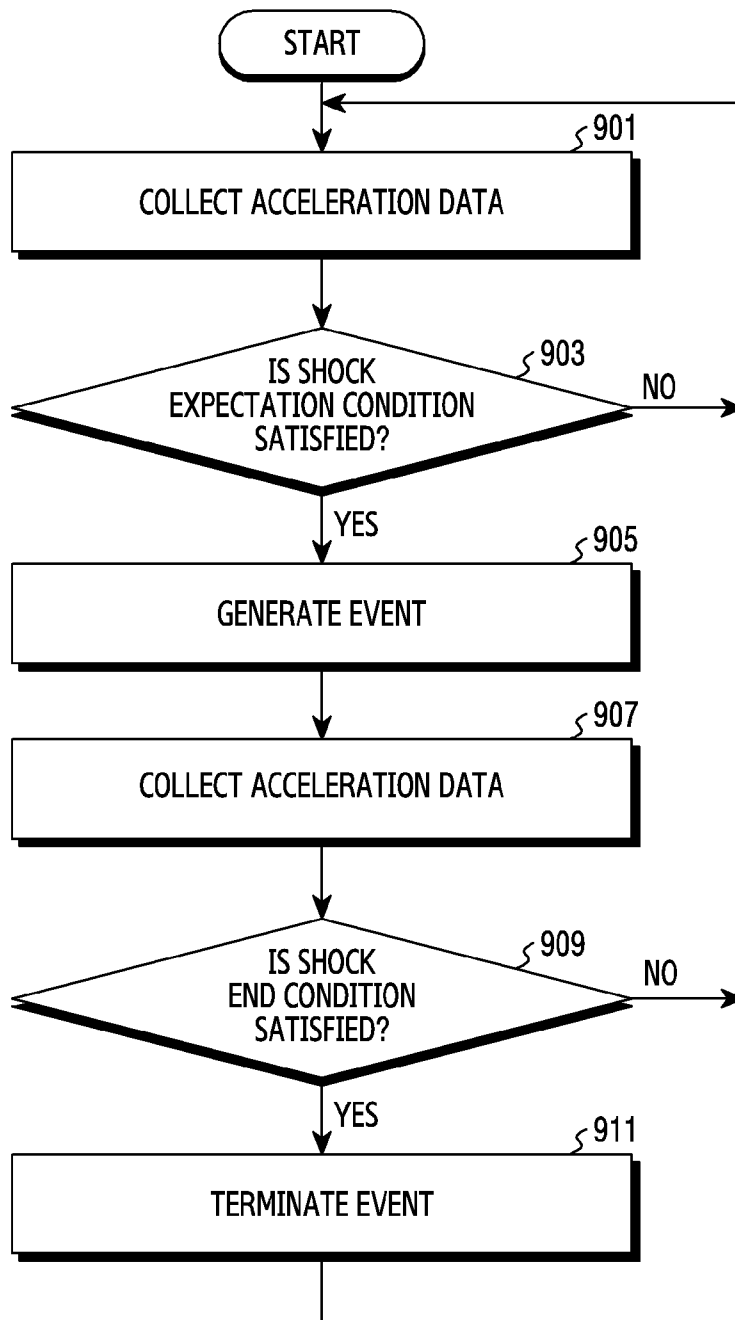 START
901
COLLECT ACCELERATION DATA
903
IS SHOCK
EXPECTATION CONDITION
SATISFIED?
NO
YES
905
GENERATE EVENT
907
COLLECT ACCELERATION DATA
909
IS SHOCK
END CONDITION
SATISFIED?
NO
YES
911
TERMINATE EVENT